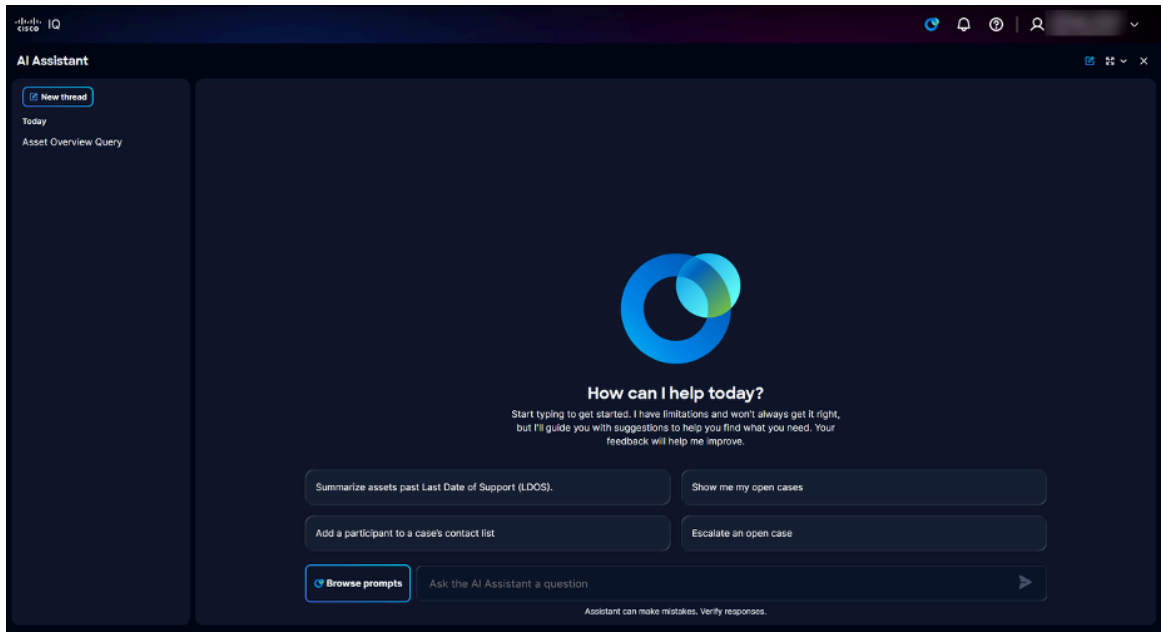 cisco IQ
AI Assistant
New thread
Today
Asset Overview Query
How can I help today?
Start typing to get started. I have limitations and won't always get it right,
but I'll guide you with suggestions to help you find what you need. Your
feedback will help me improve.
Summarize assets past Last Date of Support (LDOS).
Show me my open cases
Add a participant to a case's contact list
Escalate an open case
Browse prompts
Ask the AI Assistant a question
Assistant can make mistakes. Verify responses.